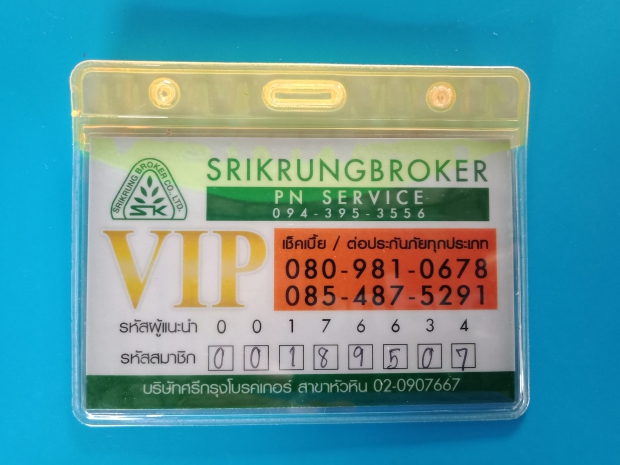 SRIKRUNG BROKER CO.,LTD.
SK
SRIKRUNGBROKER
PN SERVICE
094-395-3556
VIP
เช็คเบี้ย / ต่อประกันภัยทุกประเภท
080-981-0678
085-487-5291
รหัสผู้แนะนำ 0 0 1 7 6 6 3 4
รหัสสมาชิก 0 0 1 8 9 5 0 7
บริษัทศรีกรุงโบรคเกอร์ สาขาหัวหิน 02-0907667